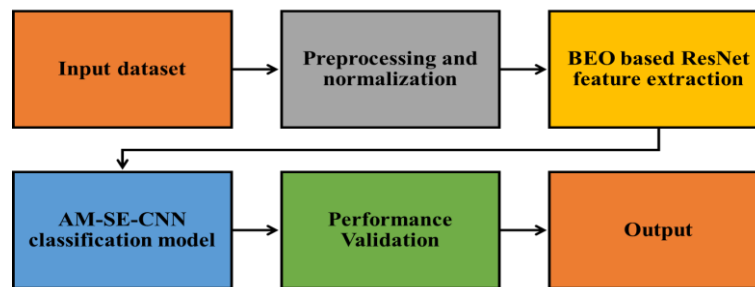 Input dataset
Preprocessing and
normalization
BEO based ResNet
feature extraction
AM-SE-CNN
classification model
Performance
Validation
Output